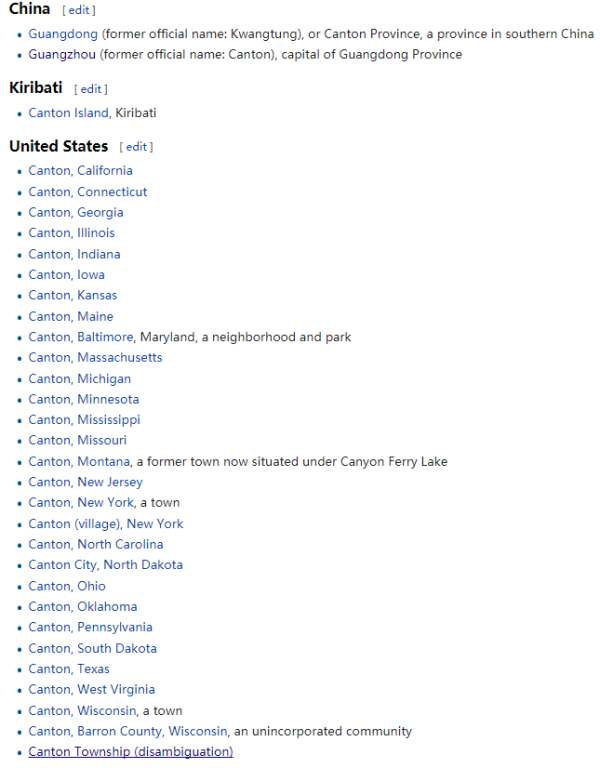 China [ edit ]
• Guangdong (former official name: Kwangtung), or Canton Province, a province in southern China
• Guangzhou (former official name: Canton), capital of Guangdong Province
Kiribati [ edit ]
• Canton Island, Kiribati
United States [ edit ]
• Canton, California
• Canton, Connecticut
• Canton, Georgia
• Canton, Illinois
• Canton, Indiana
• Canton, Iowa
• Canton, Kansas
• Canton, Maine
• Canton, Baltimore, Maryland, a neighborhood and park
• Canton, Massachusetts
• Canton, Michigan
• Canton, Minnesota
• Canton, Mississippi
• Canton, Missouri
• Canton, Montana, a former town now situated under Canyon Ferry Lake
• Canton, New Jersey
• Canton, New York, a town
• Canton (village), New York
• Canton, North Carolina
• Canton City, North Dakota
• Canton, Ohio
• Canton, Oklahoma
• Canton, Pennsylvania
• Canton, South Dakota
• Canton, Texas
• Canton, West Virginia
• Canton, Wisconsin, a town
• Canton, Barron County, Wisconsin, an unincorporated community
• Canton Township (disambiguation)